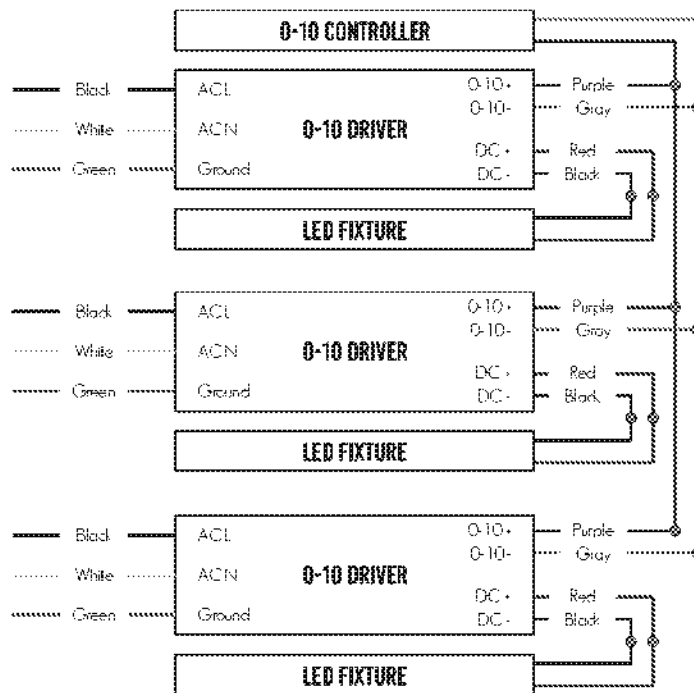 0-10 CONTROLLER
Black ACL 0-10+ Purple
0-10- Gray
White ACN 0-10 DRIVER
DC + Red
Green Ground DC - Black
LED FIXTURE
Black ACL 0-10+ Purple
0-10- Gray
White ACN 0-10 DRIVER
DC + Red
Green Ground DC - Black
LED FIXTURE
Black ACL 0-10+ Purple
0-10- Gray
White ACN 0-10 DRIVER
DC + Red
Green Ground DC - Black
LED FIXTURE